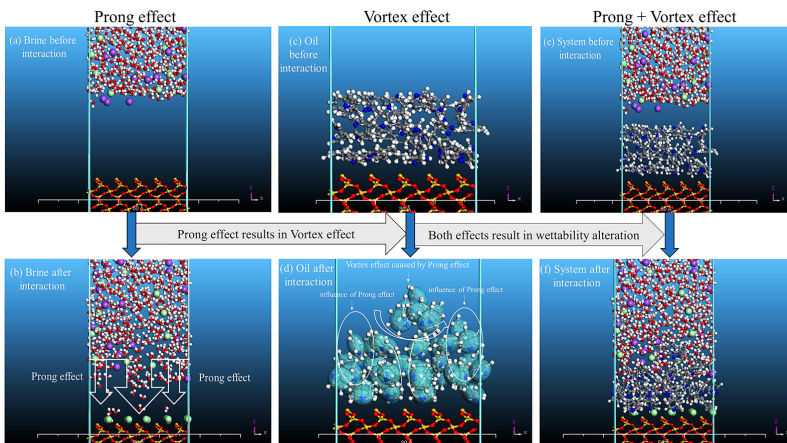 Prong effect
Vortex effect
Prong + Vortex effect
(a) Brine before
interaction
(c) Oil
before
interaction
(e) System before
interaction
Prong effect results in Vortex effect
Both effects result in wettability alteration
(b) Brine after
interaction
Prong effect
Prong effect
(d) Oil after
interaction
Vortex effect caused by Prong effect
influence of Prong effect
influence of Prong effect
(f) System after
interaction